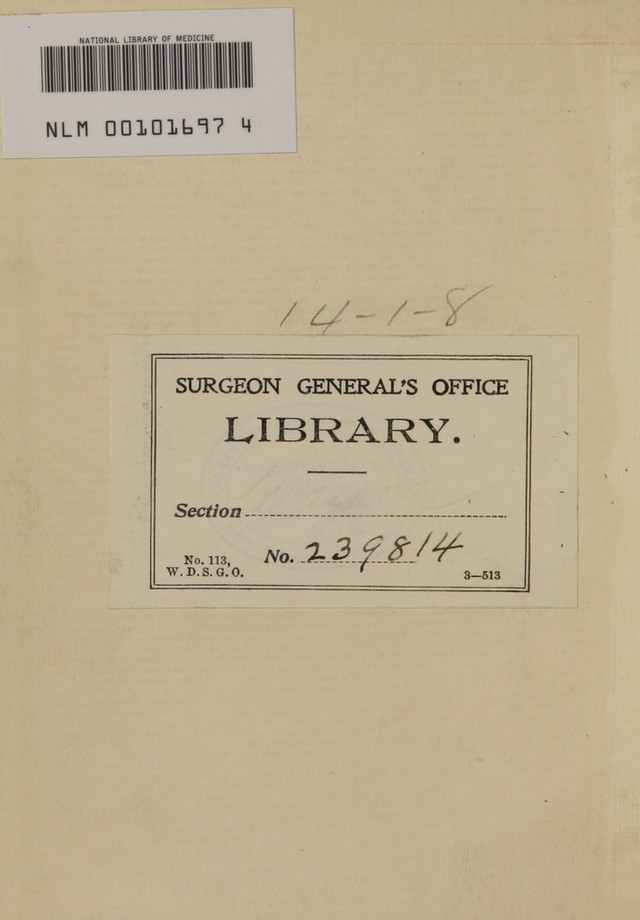 NATIONAL LIBRARY OF MEDICINE
NLM 00101697 4
14-1-8
SURGEON GENERAL'S OFFICE
LIBRARY.
Section
No. 113,
W. D. S. G. O.
No. 239814
3—513